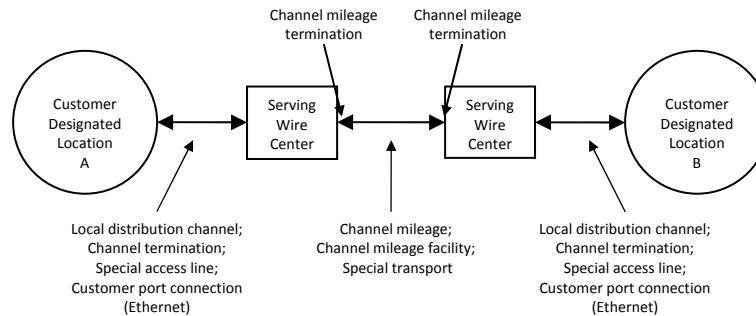 Channel mileage
termination
Channel mileage
termination
Customer
Designated
Location
A
Serving
Wire
Center
Serving
Wire
Center
Customer
Designated
Location
B
Local distribution channel;
Channel termination;
Special access line;
Customer port connection
(Ethernet)
Channel mileage;
Channel mileage facility;
Special transport
Local distribution channel;
Channel termination;
Special access line;
Customer port connection
(Ethernet)